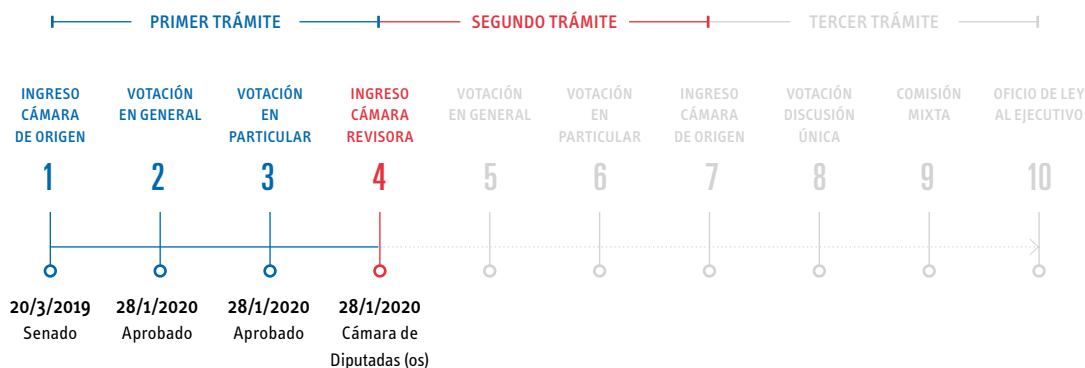 PRIMER TRÁMITE
SEGUNDO TRÁMITE
TERCER TRÁMITE
INGRESO
CÁMARA
DE ORIGEN
1
VOTACIÓN
EN GENERAL
2
VOTACIÓN
EN
PARTICULAR
3
INGRESO
CÁMARA
REVISORA
4
VOTACIÓN
EN GENERAL
5
VOTACIÓN
EN
PARTICULAR
6
INGRESO
CÁMARA
DE ORIGEN
7
VOTACIÓN
DISCUSIÓN
ÚNICA
8
COMISIÓN
MIXTA
9
OFICIO DE LEY
AL EJECUTIVO
10
20/3/2019
Senado
28/1/2020
Aprobado
28/1/2020
Aprobado
28/1/2020
Cámara de
Diputadas (os)